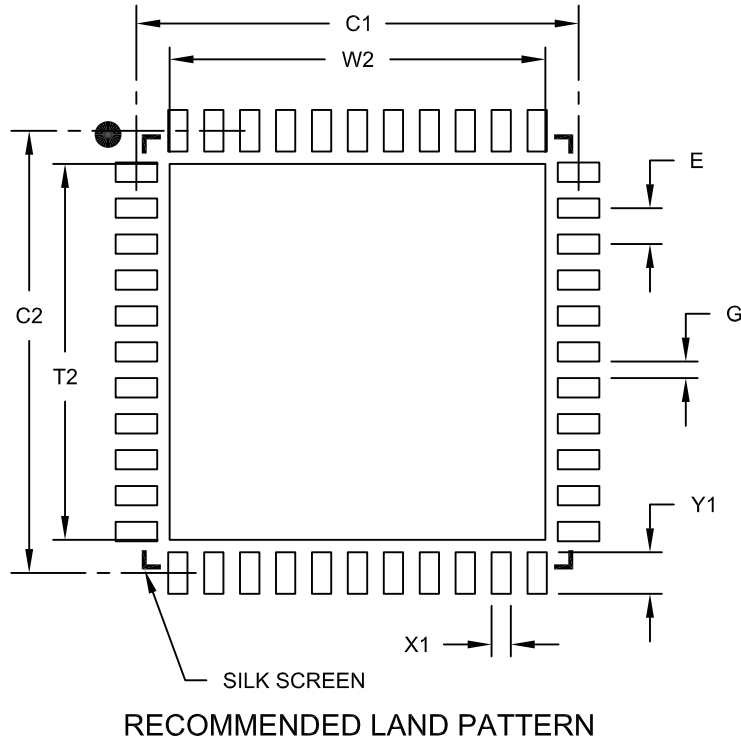 C1
W2
E
C2
G
T2
Y1
X1
SILK SCREEN
RECOMMENDED LAND PATTERN